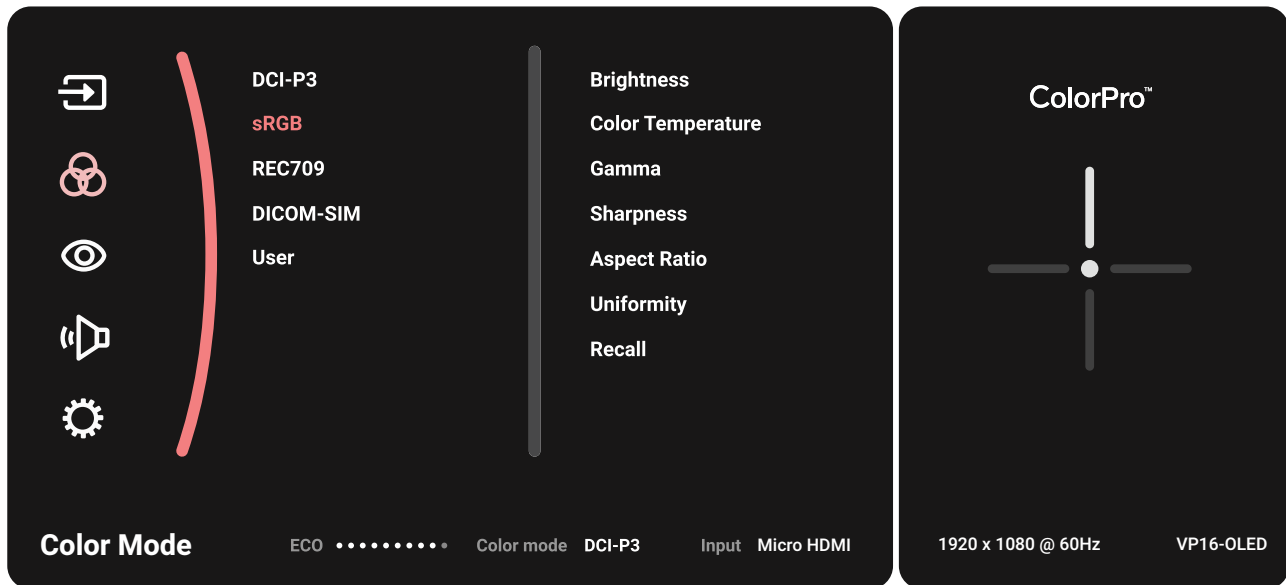 DCI-P3
sRGB
REC709
DICOM-SIM
User
Brightness
Color Temperature
Gamma
Sharpness
Aspect Ratio
Uniformity
Recall
Color Mode
ECO
Color mode DCI-P3
Input Micro HDMI
ColorPro™
1920 x 1080 @ 60Hz
VP16-OLED